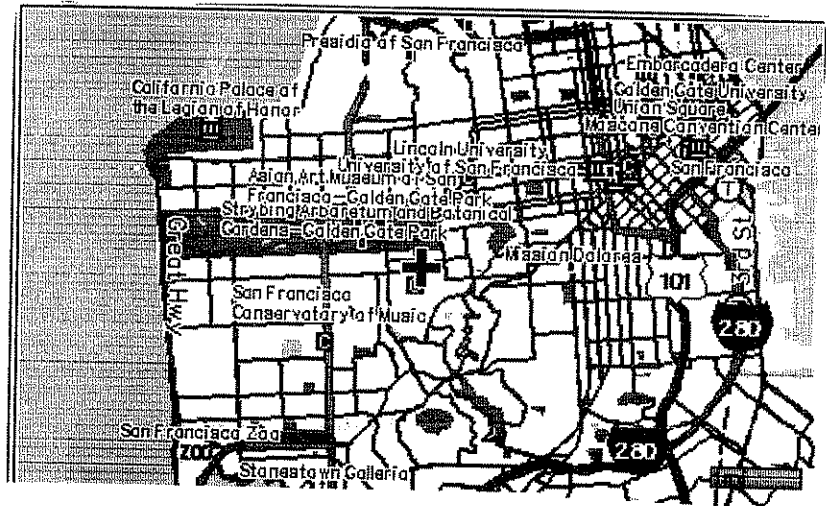 Presidio of San Francisco
Embarcadero Center
California Palace of
the Legion of Honor
Golden Gate University
Union Square
Moscone Convention Center
Lincoln University
University of San Francisco
San Francisco
Asian Art Museum of San
Francisco-Golden Gate Park
Strybing Arboretum and Botanical
Gardens-Golden Gate Park
Great Hwy
Mission Dolores
3rd St
101
San Francisco
Conservatory of Music
280
C
San Francisco Zoo
ZOO
280
Stonestown Galleria